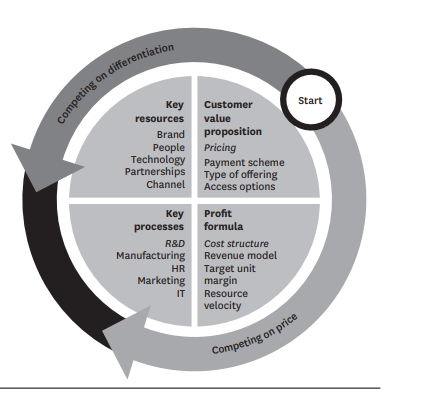 Competing on differentiation
Start
Key
resources
Brand
People
Technology
Partnerships
Channel
Customer
value
proposition
Pricing
Payment scheme
Type of offering
Access options
Key
processes
R&D
Manufacturing
HR
Marketing
IT
Profit
formula
Cost structure
Revenue model
Target unit
margin
Resource
velocity
Competing on price